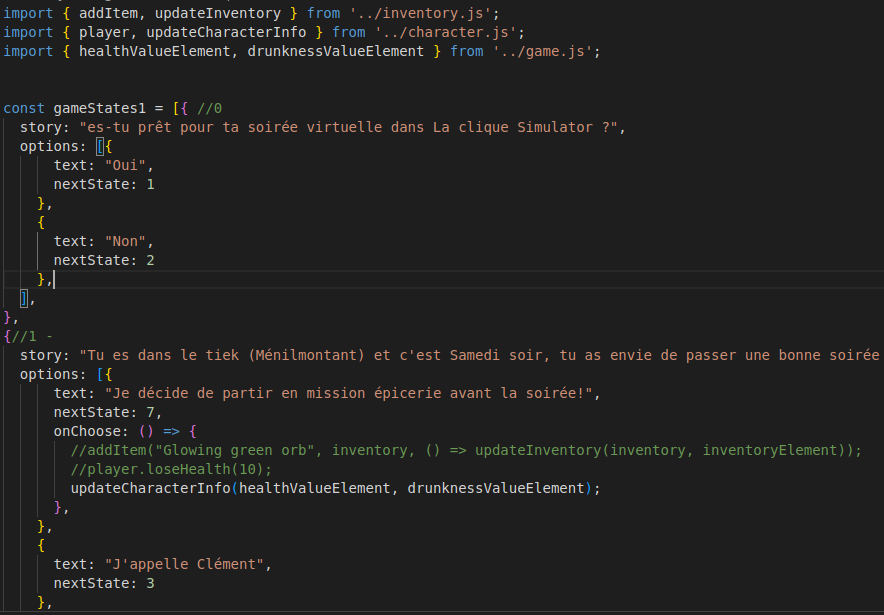 import { addItem, updateInventory } from '../inventory.js';
import { player, updateCharacterInfo } from '../character.js';
import { healthValueElement, drunknessValueElement } from '../game.js';
const gameStates1 = [{ //0
story: "es-tu prêt pour ta soirée virtuelle dans La clique Simulator ?",
options: [{
text: "Oui",
nextState: 1
},
{
text: "Non",
nextState: 2
},
],
},
{//1 -
story: "Tu es dans le tiek (Ménilmontant) et c'est Samedi soir, tu as envie de passer une bonne soirée
options: [{
text: "Je décide de partir en mission épicerie avant la soirée!",
nextState: 7,
onChoose: () => {
//addItem("Glowing green orb", inventory, () => updateInventory(inventory, inventoryElement));
//player.loseHealth(10);
updateCharacterInfo(healthValueElement, drunknessValueElement);
},
},
{
text: "J'appelle Clément",
nextState: 3
},